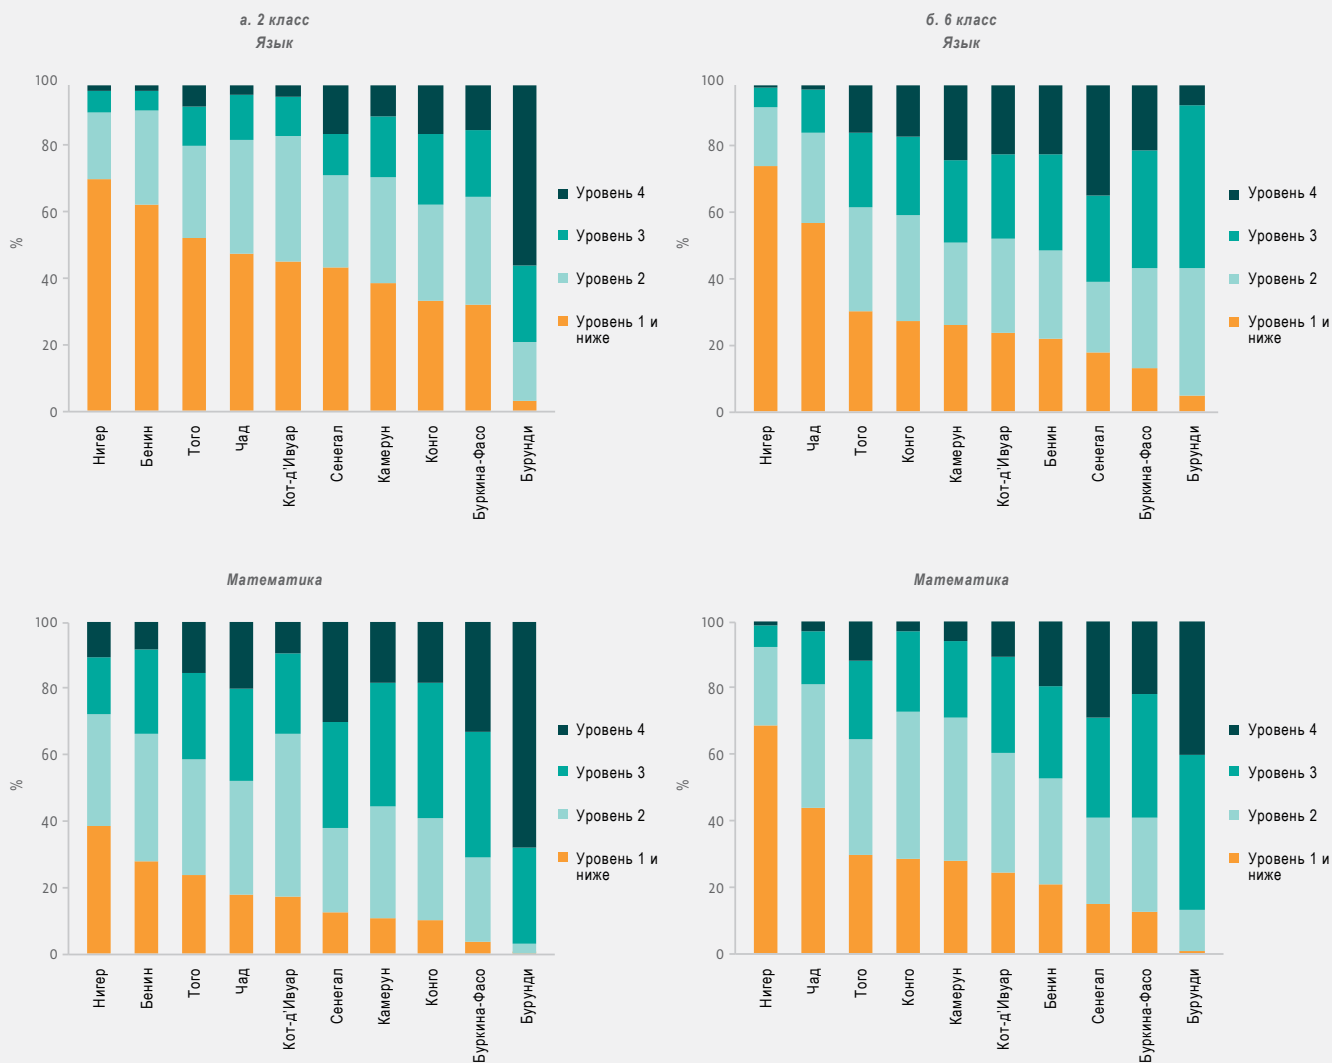 а. 2 класс
Язык
100
80
60
40
20
0
%
Нигер
Бенин
Того
Чад
Кот-д'Ивуар
Сенегал
Камерун
Конго
Буркина-Фасо
Бурунди
Уровень 4
Уровень 3
Уровень 2
Уровень 1 и
ниже
б. 6 класс
Язык
100
80
60
40
20
0
%
Нигер
Чад
Того
Конго
Камерун
Кот-д'Ивуар
Бенин
Сенегал
Буркина-Фасо
Бурунди
Уровень 4
Уровень 3
Уровень 2
Уровень 1 и
ниже
Математика
100
80
60
40
20
0
%
Нигер
Бенин
Того
Чад
Кот-д'Ивуар
Сенегал
Камерун
Конго
Буркина-Фасо
Бурунди
Уровень 4
Уровень 3
Уровень 2
Уровень 1 и
ниже
Математика
100
80
60
40
20
0
%
Нигер
Чад
Того
Конго
Камерун
Кот-д'Ивуар
Бенин
Сенегал
Буркина-Фасо
Бурунди
Уровень 4
Уровень 3
Уровень 2
Уровень 1 и
ниже